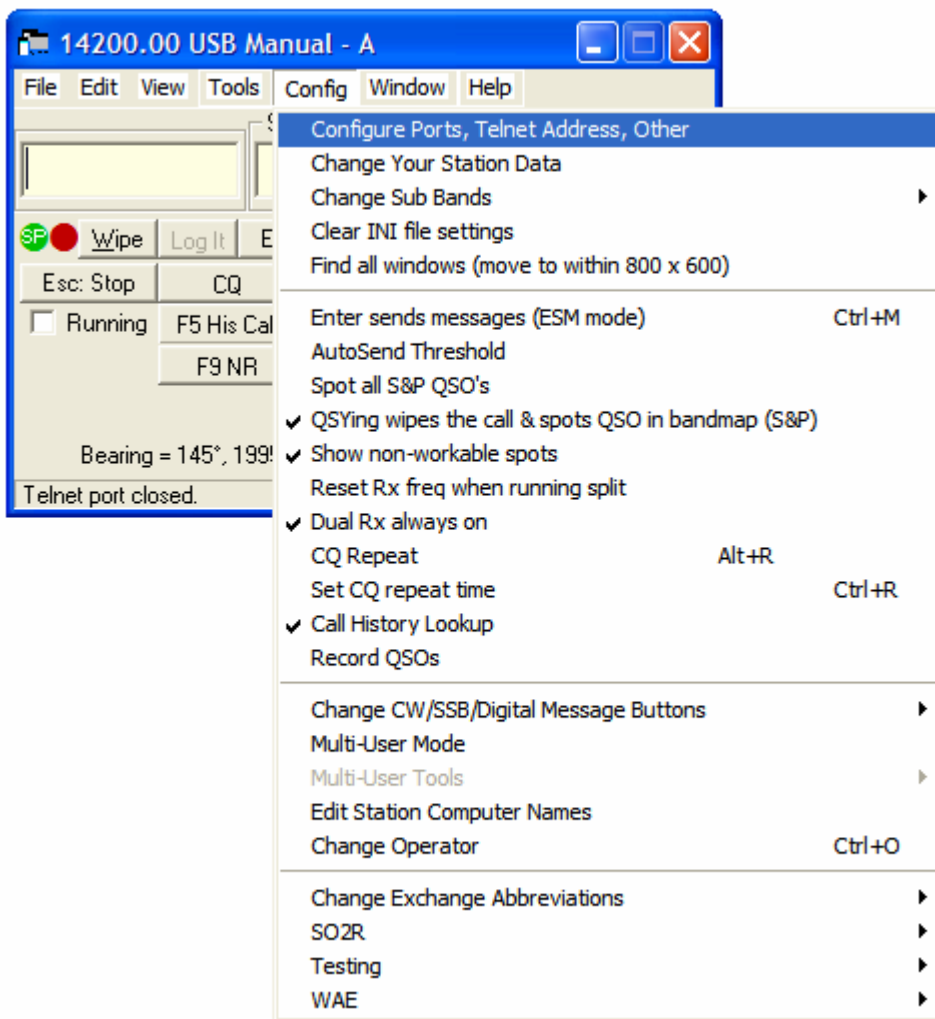 14200.00 USB Manual - A
File Edit View Tools Config Window Help
Configure Ports, Telnet Address, Other
Change Your Station Data
Change Sub Bands
Clear INI file settings
Find all windows (move to within 800 x 600)
Enter sends messages (ESM mode) Ctrl+M
AutoSend Threshold
Spot all S&P QSO's
QSYing wipes the call & spots QSO in bandmap (S&P)
Show non-workable spots
Reset Rx freq when running split
Dual Rx always on
CQ Repeat Alt+R
Set CQ repeat time Ctrl+R
Call History Lookup
Record QSOs
Change CW/SSB/Digital Message Buttons
Multi-User Mode
Multi-User Tools
Edit Station Computer Names
Change Operator Ctrl+O
Change Exchange Abbreviations
SO2R
Testing
WAE
SP Wipe Log It E
Esc: Stop CQ
Running F5 His Cal
F9 NR
Bearing = 145°, 199
Telnet port closed.